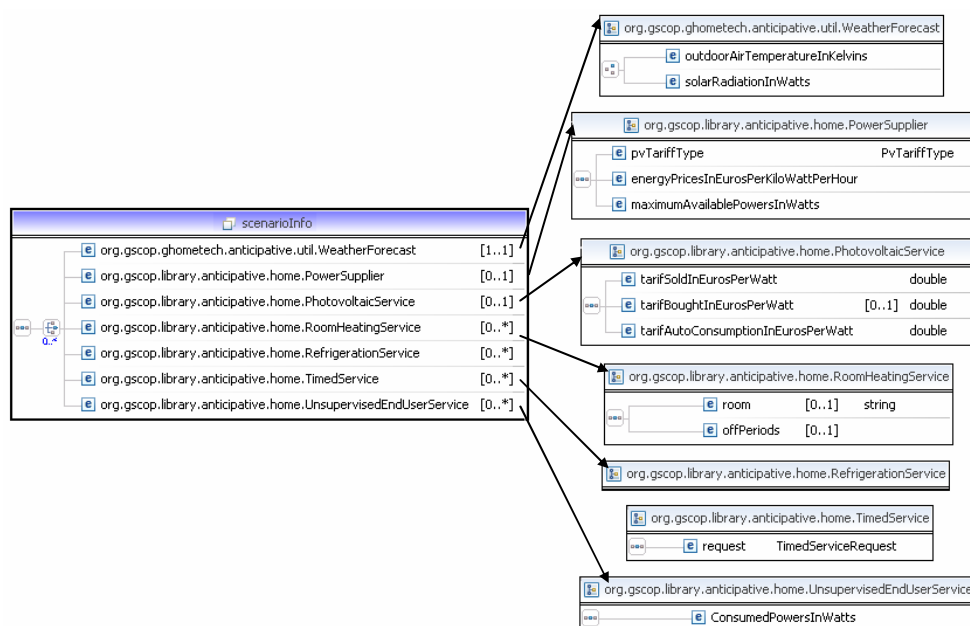 org.gscop.ghometech.anticipative.util.WeatherForecast
outdoorAirTemperatureInKelvins
solarRadiationInWatts
org.gscop.library.anticipative.home.PowerSupplier
pvTariffType PvTariffType
energyPricesInEurosPerKiloWattPerHour
maximumAvailablePowersInWatts
scenarioInfo
org.gscop.ghometech.anticipative.util.WeatherForecast [1..1]
org.gscop.library.anticipative.home.PowerSupplier [0..1]
org.gscop.library.anticipative.home.PhotovoltaicService [0..1]
org.gscop.library.anticipative.home.RoomHeatingService [0..*]
org.gscop.library.anticipative.home.RefrigerationService [0..*]
org.gscop.library.anticipative.home.TimedService [0..*]
org.gscop.library.anticipative.home.UnsupervisedEndUserService [0..*]
0..*
org.gscop.library.anticipative.home.PhotovoltaicService
tarifSoldInEurosPerWatt double
tarifBoughtInEurosPerWatt [0..1] double
tarifAutoConsumptionInEurosPerWatt double
org.gscop.library.anticipative.home.RoomHeatingService
room [0..1] string
offPeriods [0..1]
org.gscop.library.anticipative.home.RefrigerationService
org.gscop.library.anticipative.home.TimedService
request TimedServiceRequest
org.gscop.library.anticipative.home.UnsupervisedEndUserService
ConsumedPowersInWatts